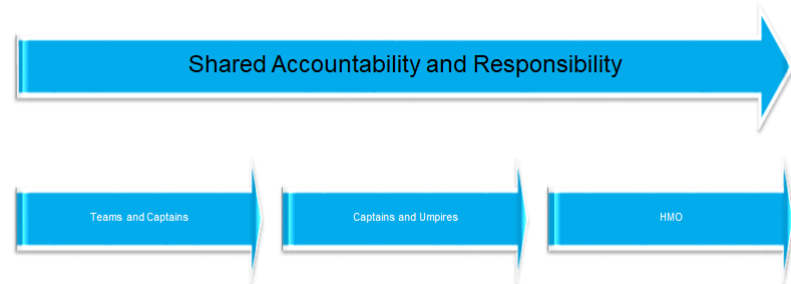 Shared Accountability and Responsibility
Teams and Captains
Captains and Umpires
HMO